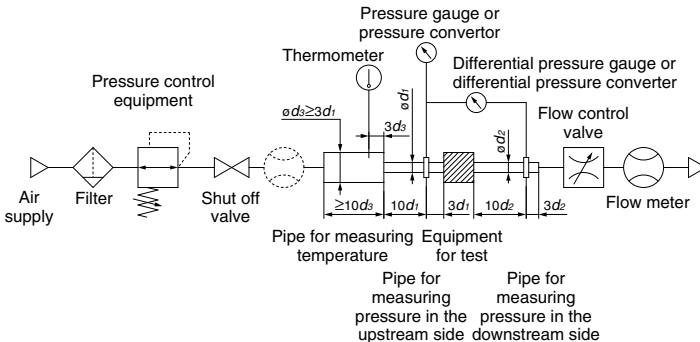 Pressure gauge or
pressure convertor
Thermometer
Differential pressure gauge or
differential pressure converter
Pressure control
equipment
ød3≥3d1
3d3
ød1
ød2
Flow control
valve
Air
supply
Filter
Shut off
valve
≥10d3
10d1
3d1
10d2
3d2
Flow meter
Pipe for measuring
temperature
Equipment
for test
Pipe for
measuring
pressure in the
upstream side
Pipe for
measuring
pressure in the
downstream side